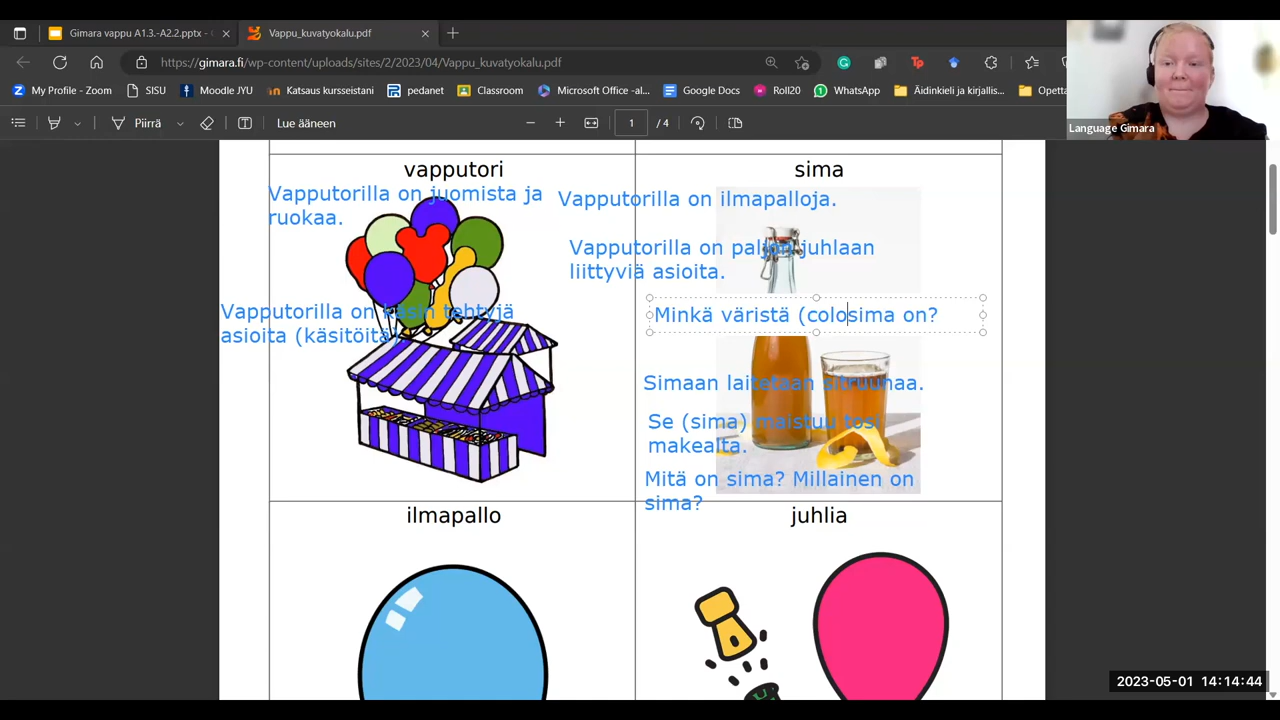 Gimara vappu A1.3.-A2.2.pptx -
Vappu_kuvatyokalu.pdf
https://gimara.fi/wp-content/uploads/sites/2/2023/04/Vappu_kuvatyokalu.pdf
My Profile - Zoom
SISU
Moodle JYU
Katsaus kursseistani
pedanet
Classroom
Microsoft Office -al...
Google Docs
Roll20
WhatsApp
Äidinkieli ja kirjallis...
Opetta
Piirrä
Lue ääneen
1
/ 4
Language Gimara
vapputori
Vapputorilla on juomista ja
ruokaa.
Vapputorilla on käsin tehtyjä
asioita (käsitöitä)
sima
Vapputorilla on ilmapalloja.
Vapputorilla on paljon juhlaan
liittyviä asioita.
Minkä väristä (colosima on?
Simaan laitetaan sitruunaa.
Se (sima) maistuu tosi
makealta.
Mitä on sima? Millainen on
sima?
ilmapallo
juhlia
2023-05-01 14:14:44